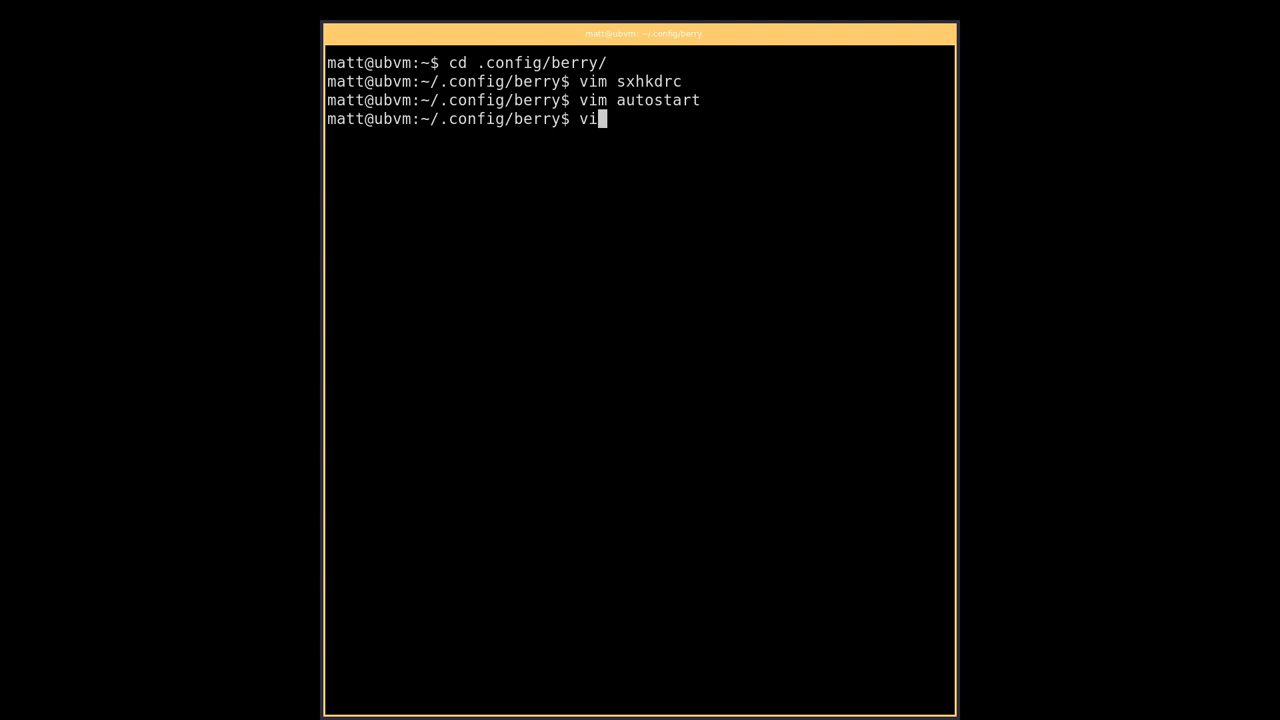 matt@ubvm: ~/.config/berry
matt@ubvm:~$ cd .config/berry/
matt@ubvm:~/.config/berry$ vim sxhkdrc
matt@ubvm:~/.config/berry$ vim autostart
matt@ubvm:~/.config/berry$ vi